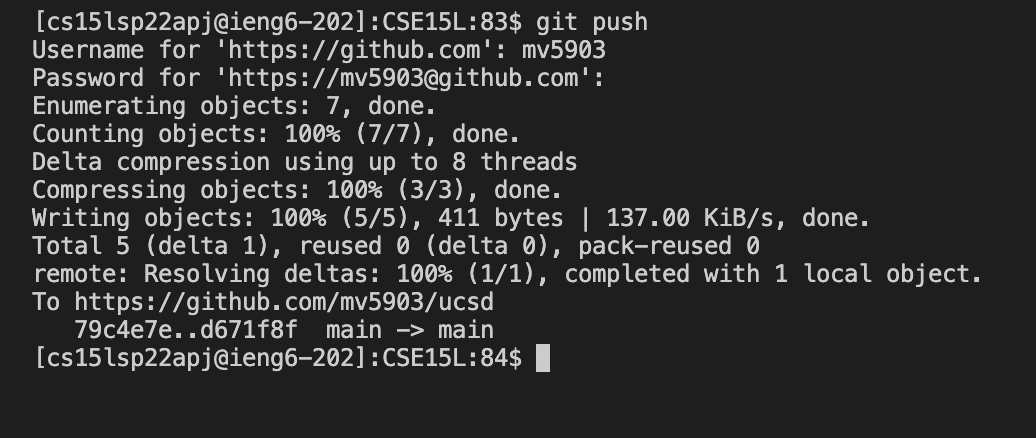 [cs15lsp22apj@ieng6-202]:CSE15L:83$ git push
Username for 'https://github.com': mv5903
Password for 'https://mv5903@github.com':
Enumerating objects: 7, done.
Counting objects: 100% (7/7), done.
Delta compression using up to 8 threads
Compressing objects: 100% (3/3), done.
Writing objects: 100% (5/5), 411 bytes | 137.00 KiB/s, done.
Total 5 (delta 1), reused 0 (delta 0), pack-reused 0
remote: Resolving deltas: 100% (1/1), completed with 1 local object.
To https://github.com/mv5903/ucsd
   79c4e7e..d671f8f  main -> main
[cs15lsp22apj@ieng6-202]:CSE15L:84$